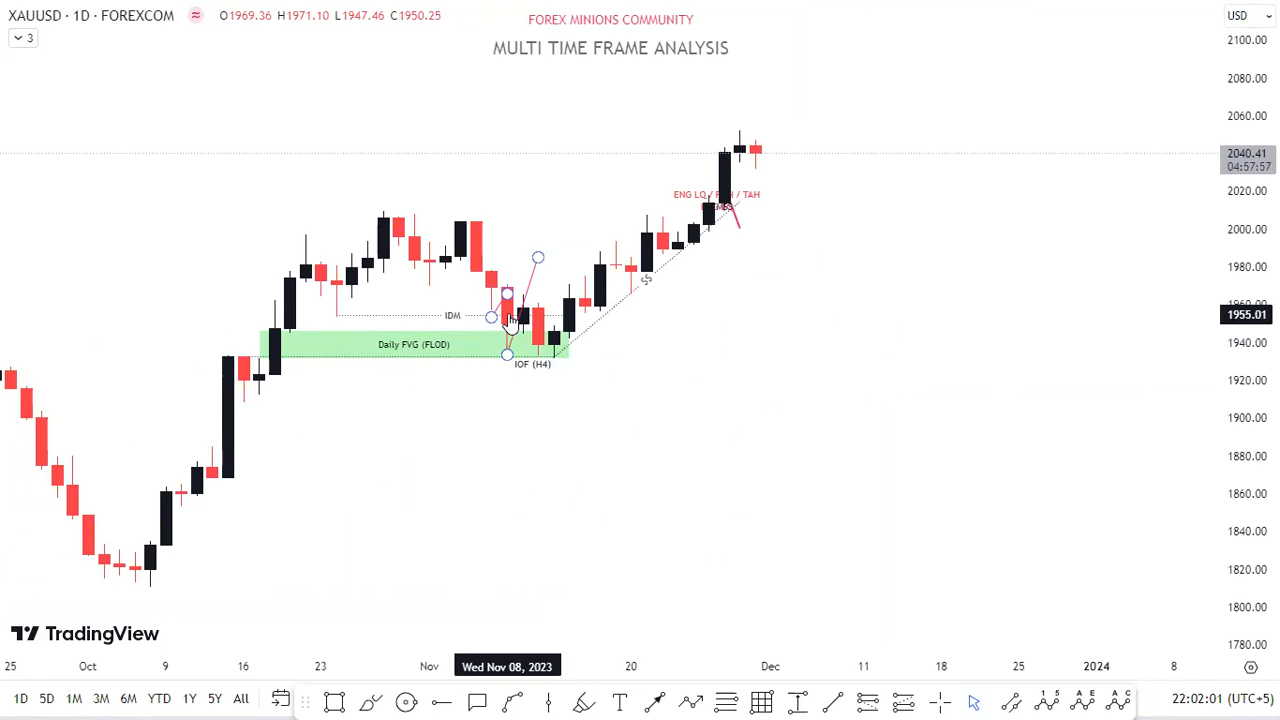 XAUUSD · 1D · FOREXCOM O1969.36 H1971.10 L1947.46 C1950.25
3
FOREX MINIONS COMMUNITY
MULTI TIME FRAME ANALYSIS
USD
2100.00
2080.00
2060.00
2040.41
04:57:57
2020.00
2000.00
1980.00
1960.00
1955.01
1940.00
1920.00
1900.00
1880.00
1860.00
1840.00
1820.00
1800.00
1780.00
ENG LQ / / TAH
IDM
Daily FVG (FLOD)
IOF (H4)
TradingView
25 Oct 9 16 23 Nov Wed Nov 08, 2023 20 Dec 11 18 25 2024 8
1D 5D 1M 3M 6M YTD 1Y 5Y All
22:02:01 (UTC+5)